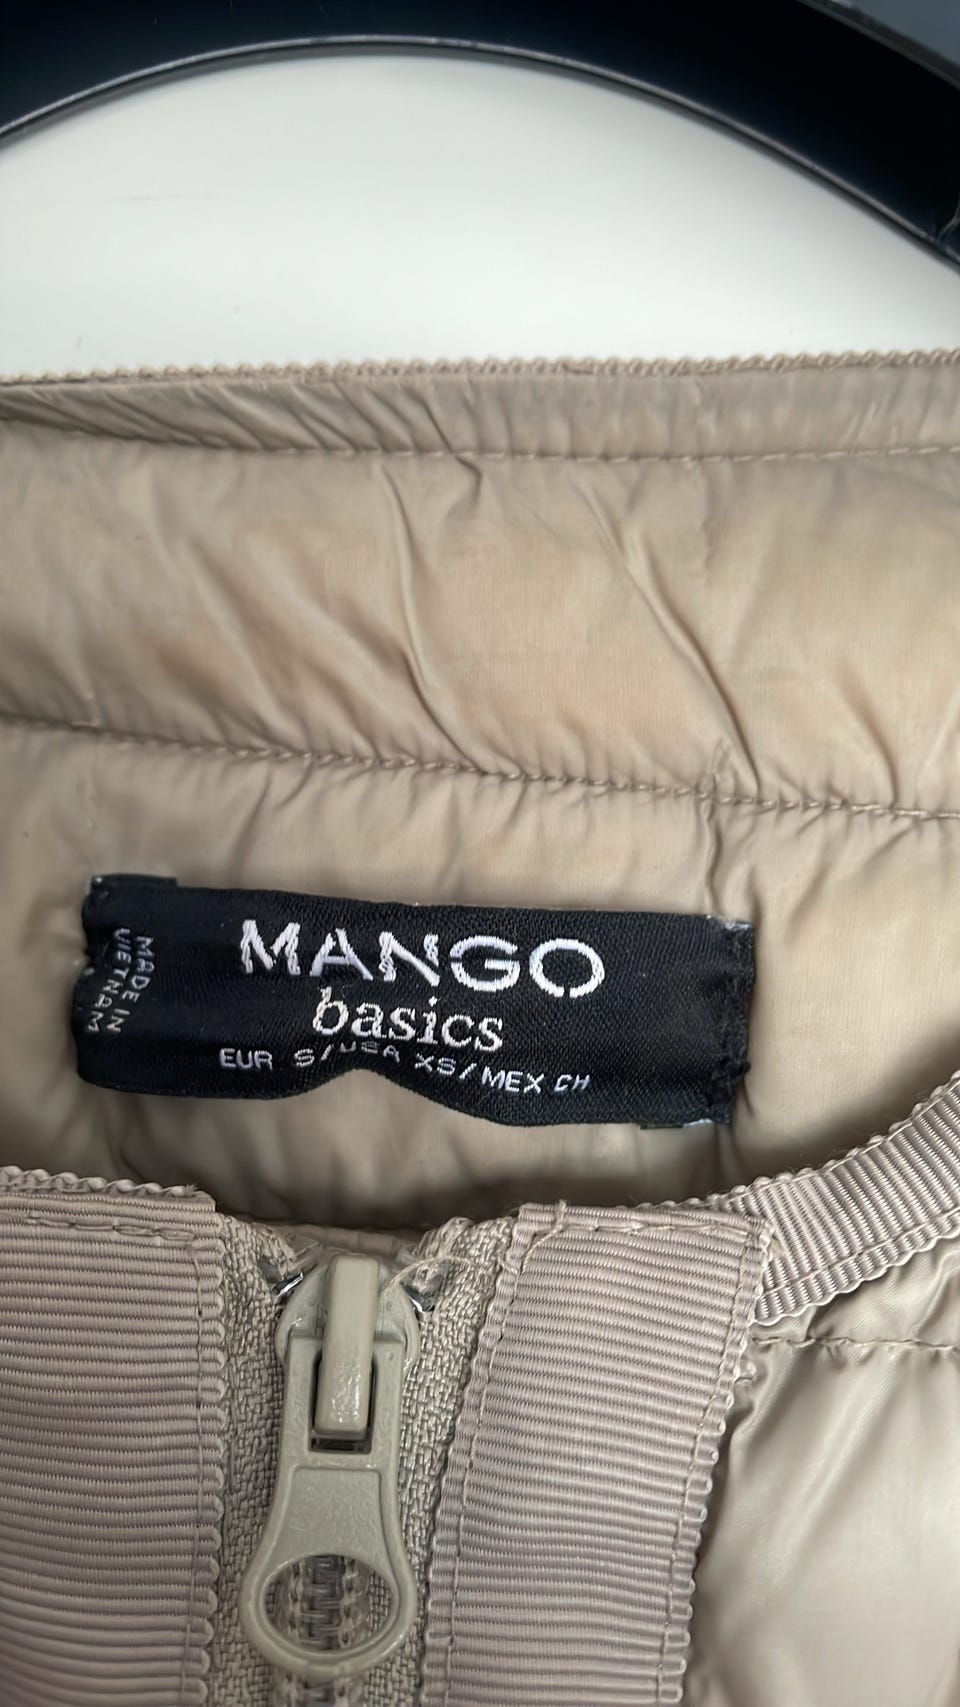 MANGO
basics
EUR S/USA XS/MEX CH
MADE IN
VIETNAM